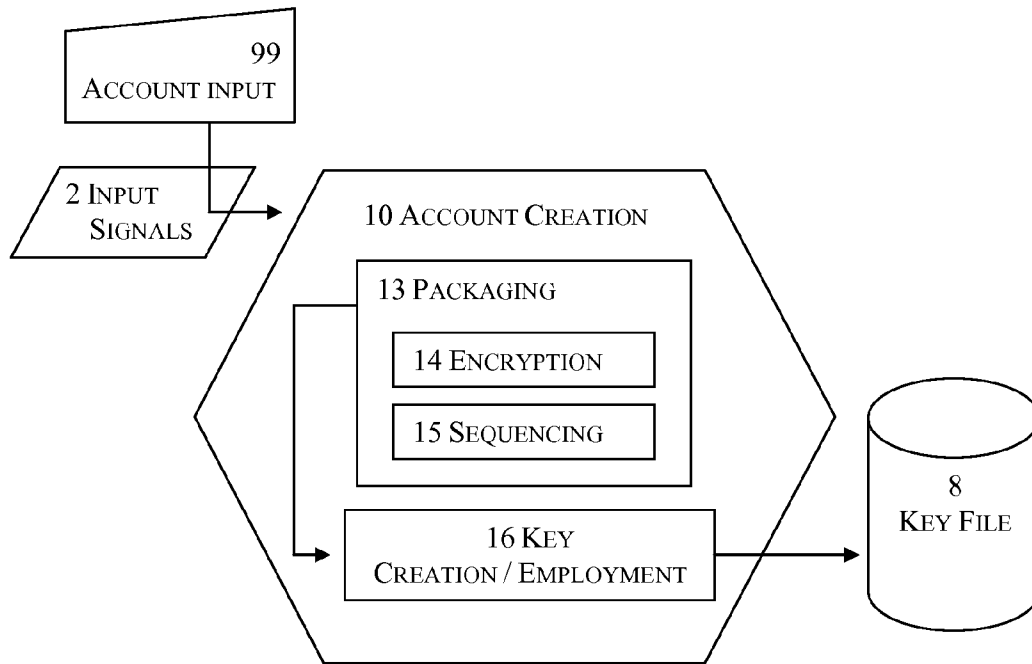 99
ACCOUNT INPUT
2 INPUT
SIGNALS
10 ACCOUNT CREATION
13 PACKAGING
14 ENCRYPTION
15 SEQUENCING
16 KEY
CREATION / EMPLOYMENT
8
KEY FILE